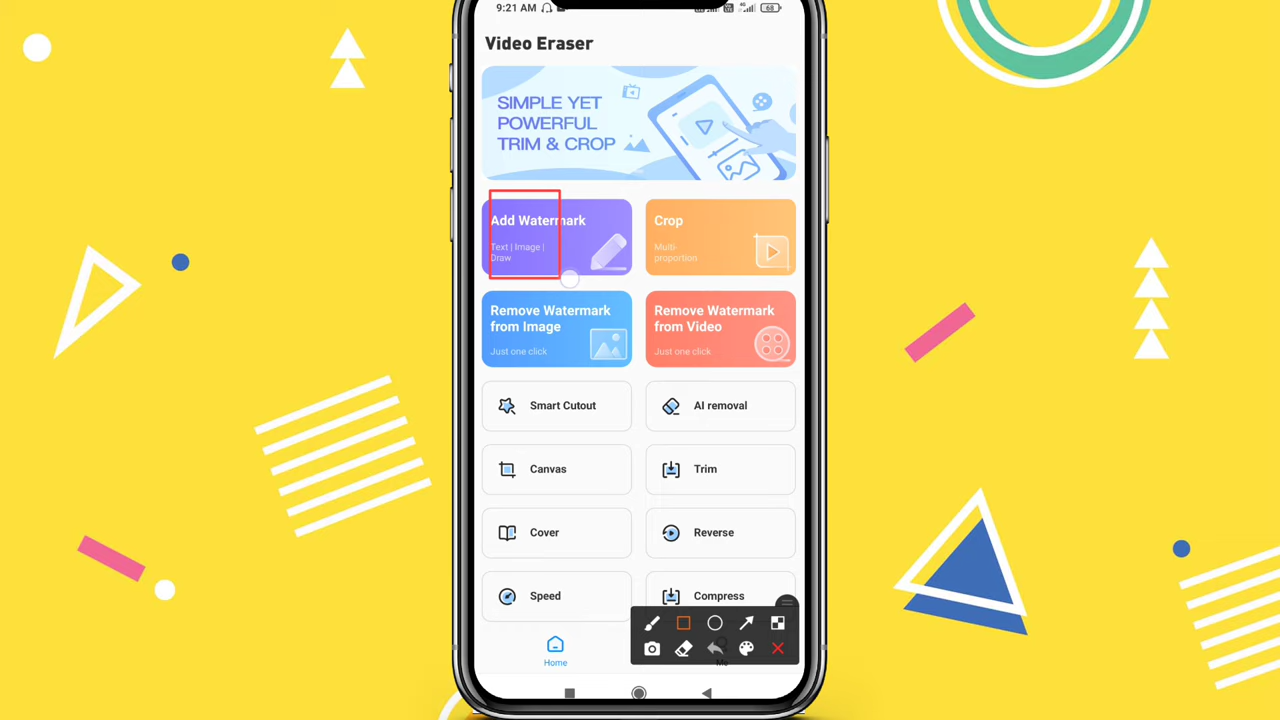 9:21 AM
68
Video Eraser
SIMPLE YET
POWERFUL
TRIM & CROP
Add Watermark
Text | Image |
Draw
Crop
Multi-
proportion
Remove Watermark
from Image
Just one click
Remove Watermark
from Video
Just one click
Smart Cutout
AI removal
Canvas
Trim
Cover
Reverse
Speed
Compress
Home
Me